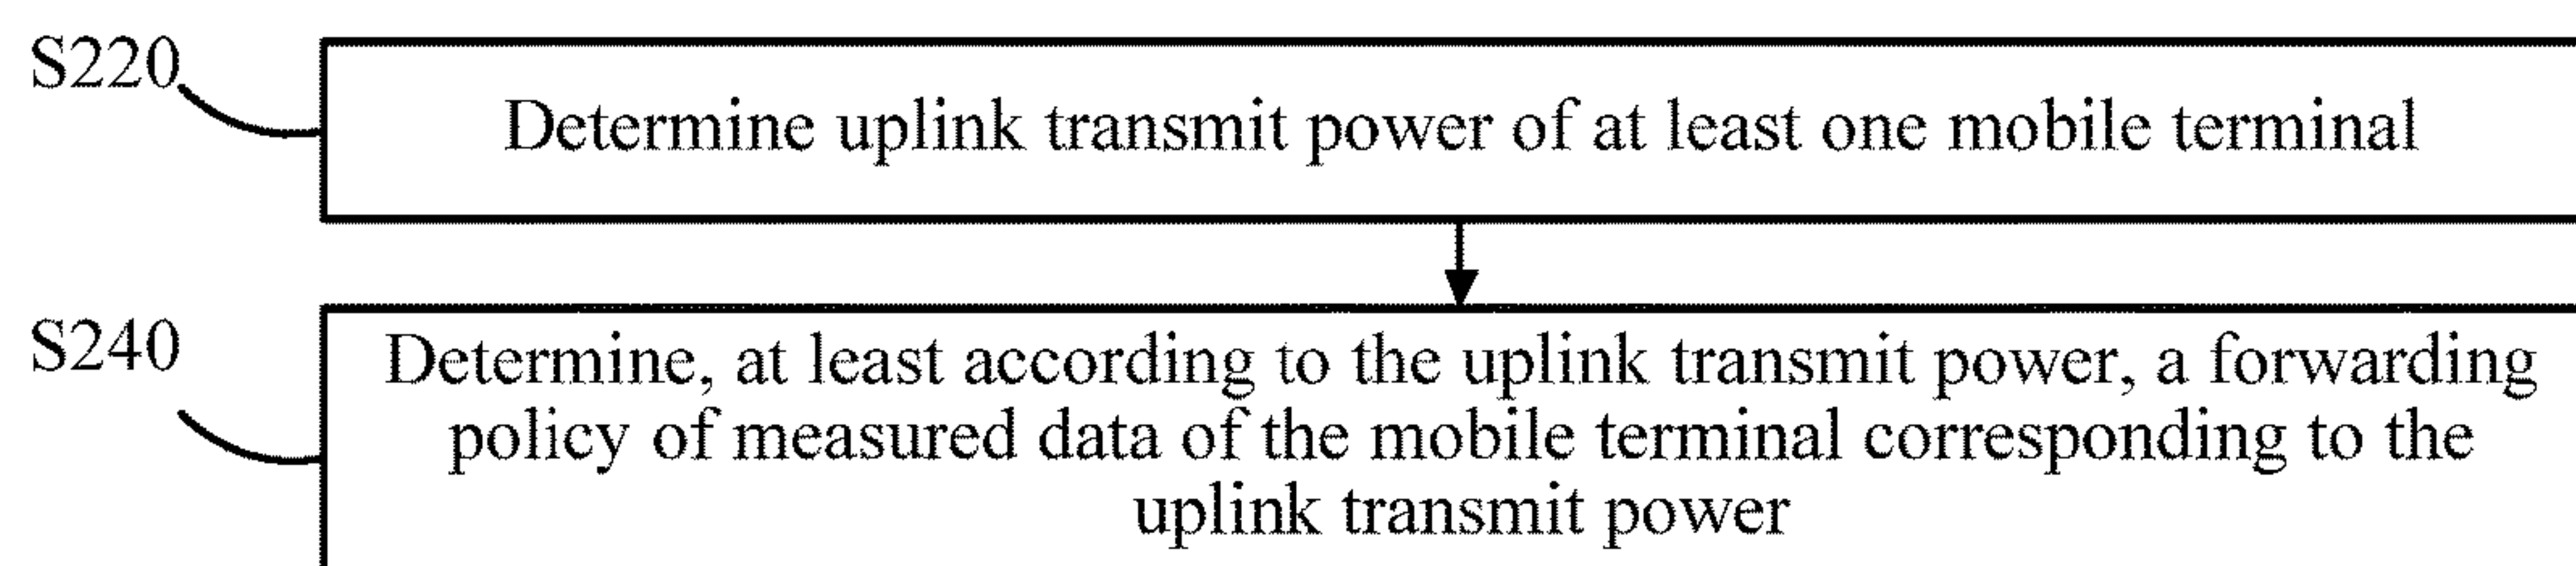 S220
Determine uplink transmit power of at least one mobile terminal
S240
Determine, at least according to the uplink transmit power, a forwarding
policy of measured data of the mobile terminal corresponding to the
uplink transmit power